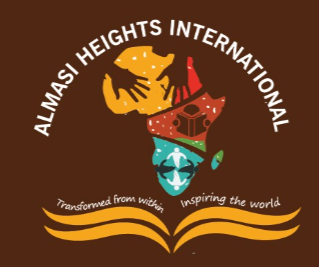 ALMASI HEIGHTS INTERNATIONAL
Transformed from within
Inspiring the world